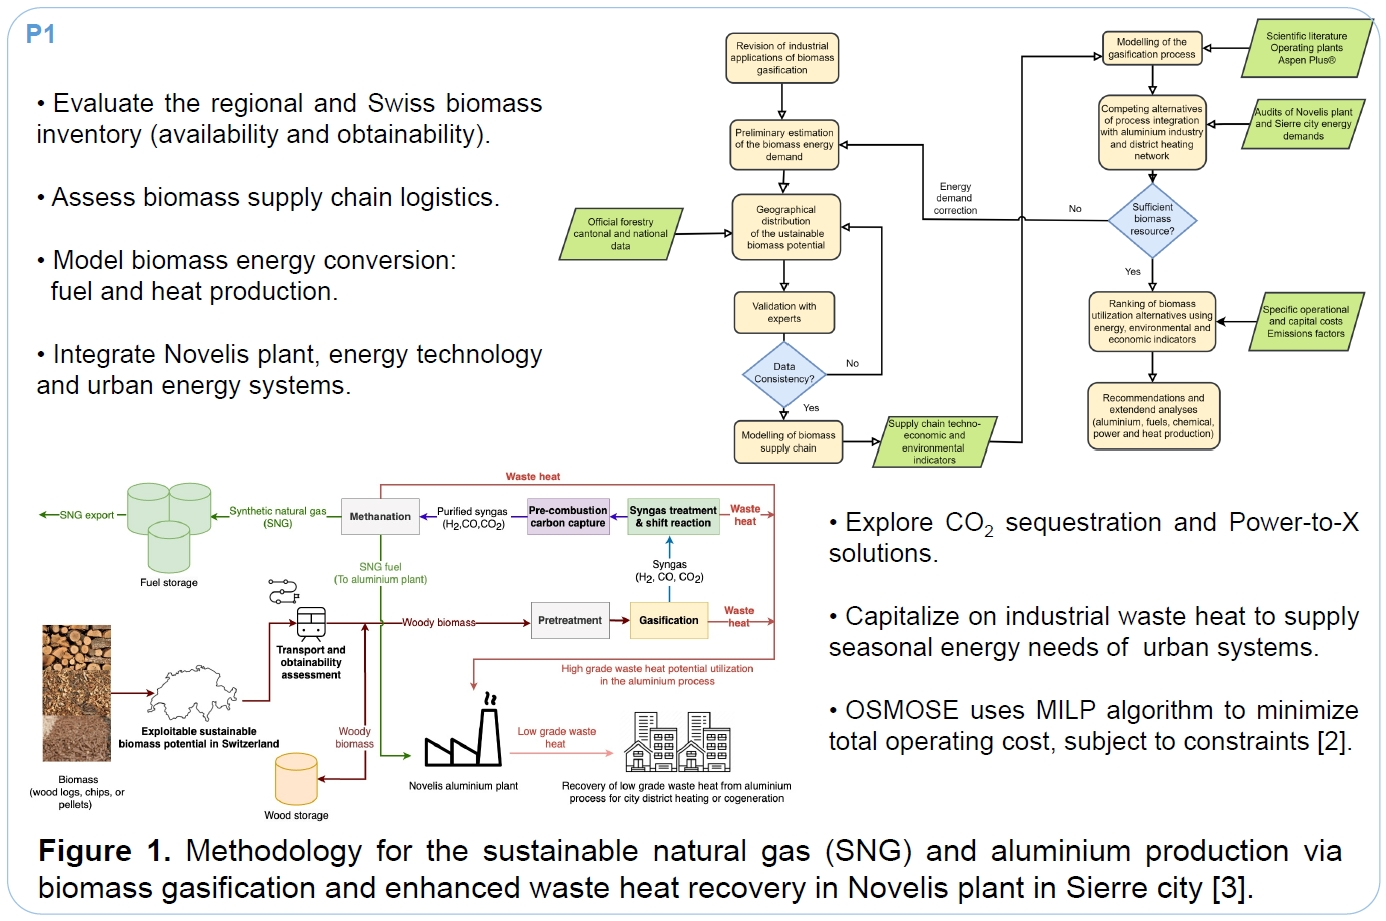 P1
• Evaluate the regional and Swiss biomass
inventory (availability and obtainability).
• Assess biomass supply chain logistics.
• Model biomass energy conversion:
fuel and heat production.
• Integrate Novelis plant, energy technology
and urban energy systems.
Revision of industrial
applications of biomass
gasification
Preliminary estimation
of the biomass energy
demand
Geographical
distribution
of the ustainable
biomass potential
Official forestry
cantonal and national
data
Validation with
experts
Data
Consistency?
No
Yes
Modelling of biomass
supply chain
Supply chain techno-
economic and
environmental
indicators
Energy
demand
correction
Modelling of the
gasification process
Scientific literature
Operating plants
Aspen Plus®
Competing alternatives
of process integration
with aluminium industry
and district heating
network
Audits of Novelis plant
and Sierre city energy
demands
Sufficient
biomass
resource?
No
Yes
Ranking of biomass
utilization alternatives using
energy, environmental and
economic indicators
Specific operational
and capital costs
Emissions factors
Recommendations and
extendend analyses
(aluminium, fuels, chemical,
power and heat production)
Waste heat
SNG export
Synthetic natural gas
(SNG)
Methanation
Purified syngas
(H2,CO,CO2)
Pre-combustion
carbon capture
Syngas treatment
& shift reaction
Waste
heat
Fuel storage
SNG fuel
(To aluminium plant)
Syngas
(H2, CO, CO2)
Woody biomass
Pretreatment
Gasification
Waste
heat
Transport and
obtainability
assessment
High grade waste heat potential utilization
in the aluminium process
Exploitable sustainable
biomass potential in Switzerland
Woody
biomass
Low grade waste
heat
Biomass
(wood logs, chips, or
pellets)
Wood storage
Novelis aluminium plant
Recovery of low grade waste heat from aluminium
process for city district heating or cogeneration
• Explore CO2 sequestration and Power-to-X
solutions.
• Capitalize on industrial waste heat to supply
seasonal energy needs of urban systems.
• OSMOSE uses MILP algorithm to minimize
total operating cost, subject to constraints [2].
Figure 1. Methodology for the sustainable natural gas (SNG) and aluminium production via
biomass gasification and enhanced waste heat recovery in Novelis plant in Sierre city [3].